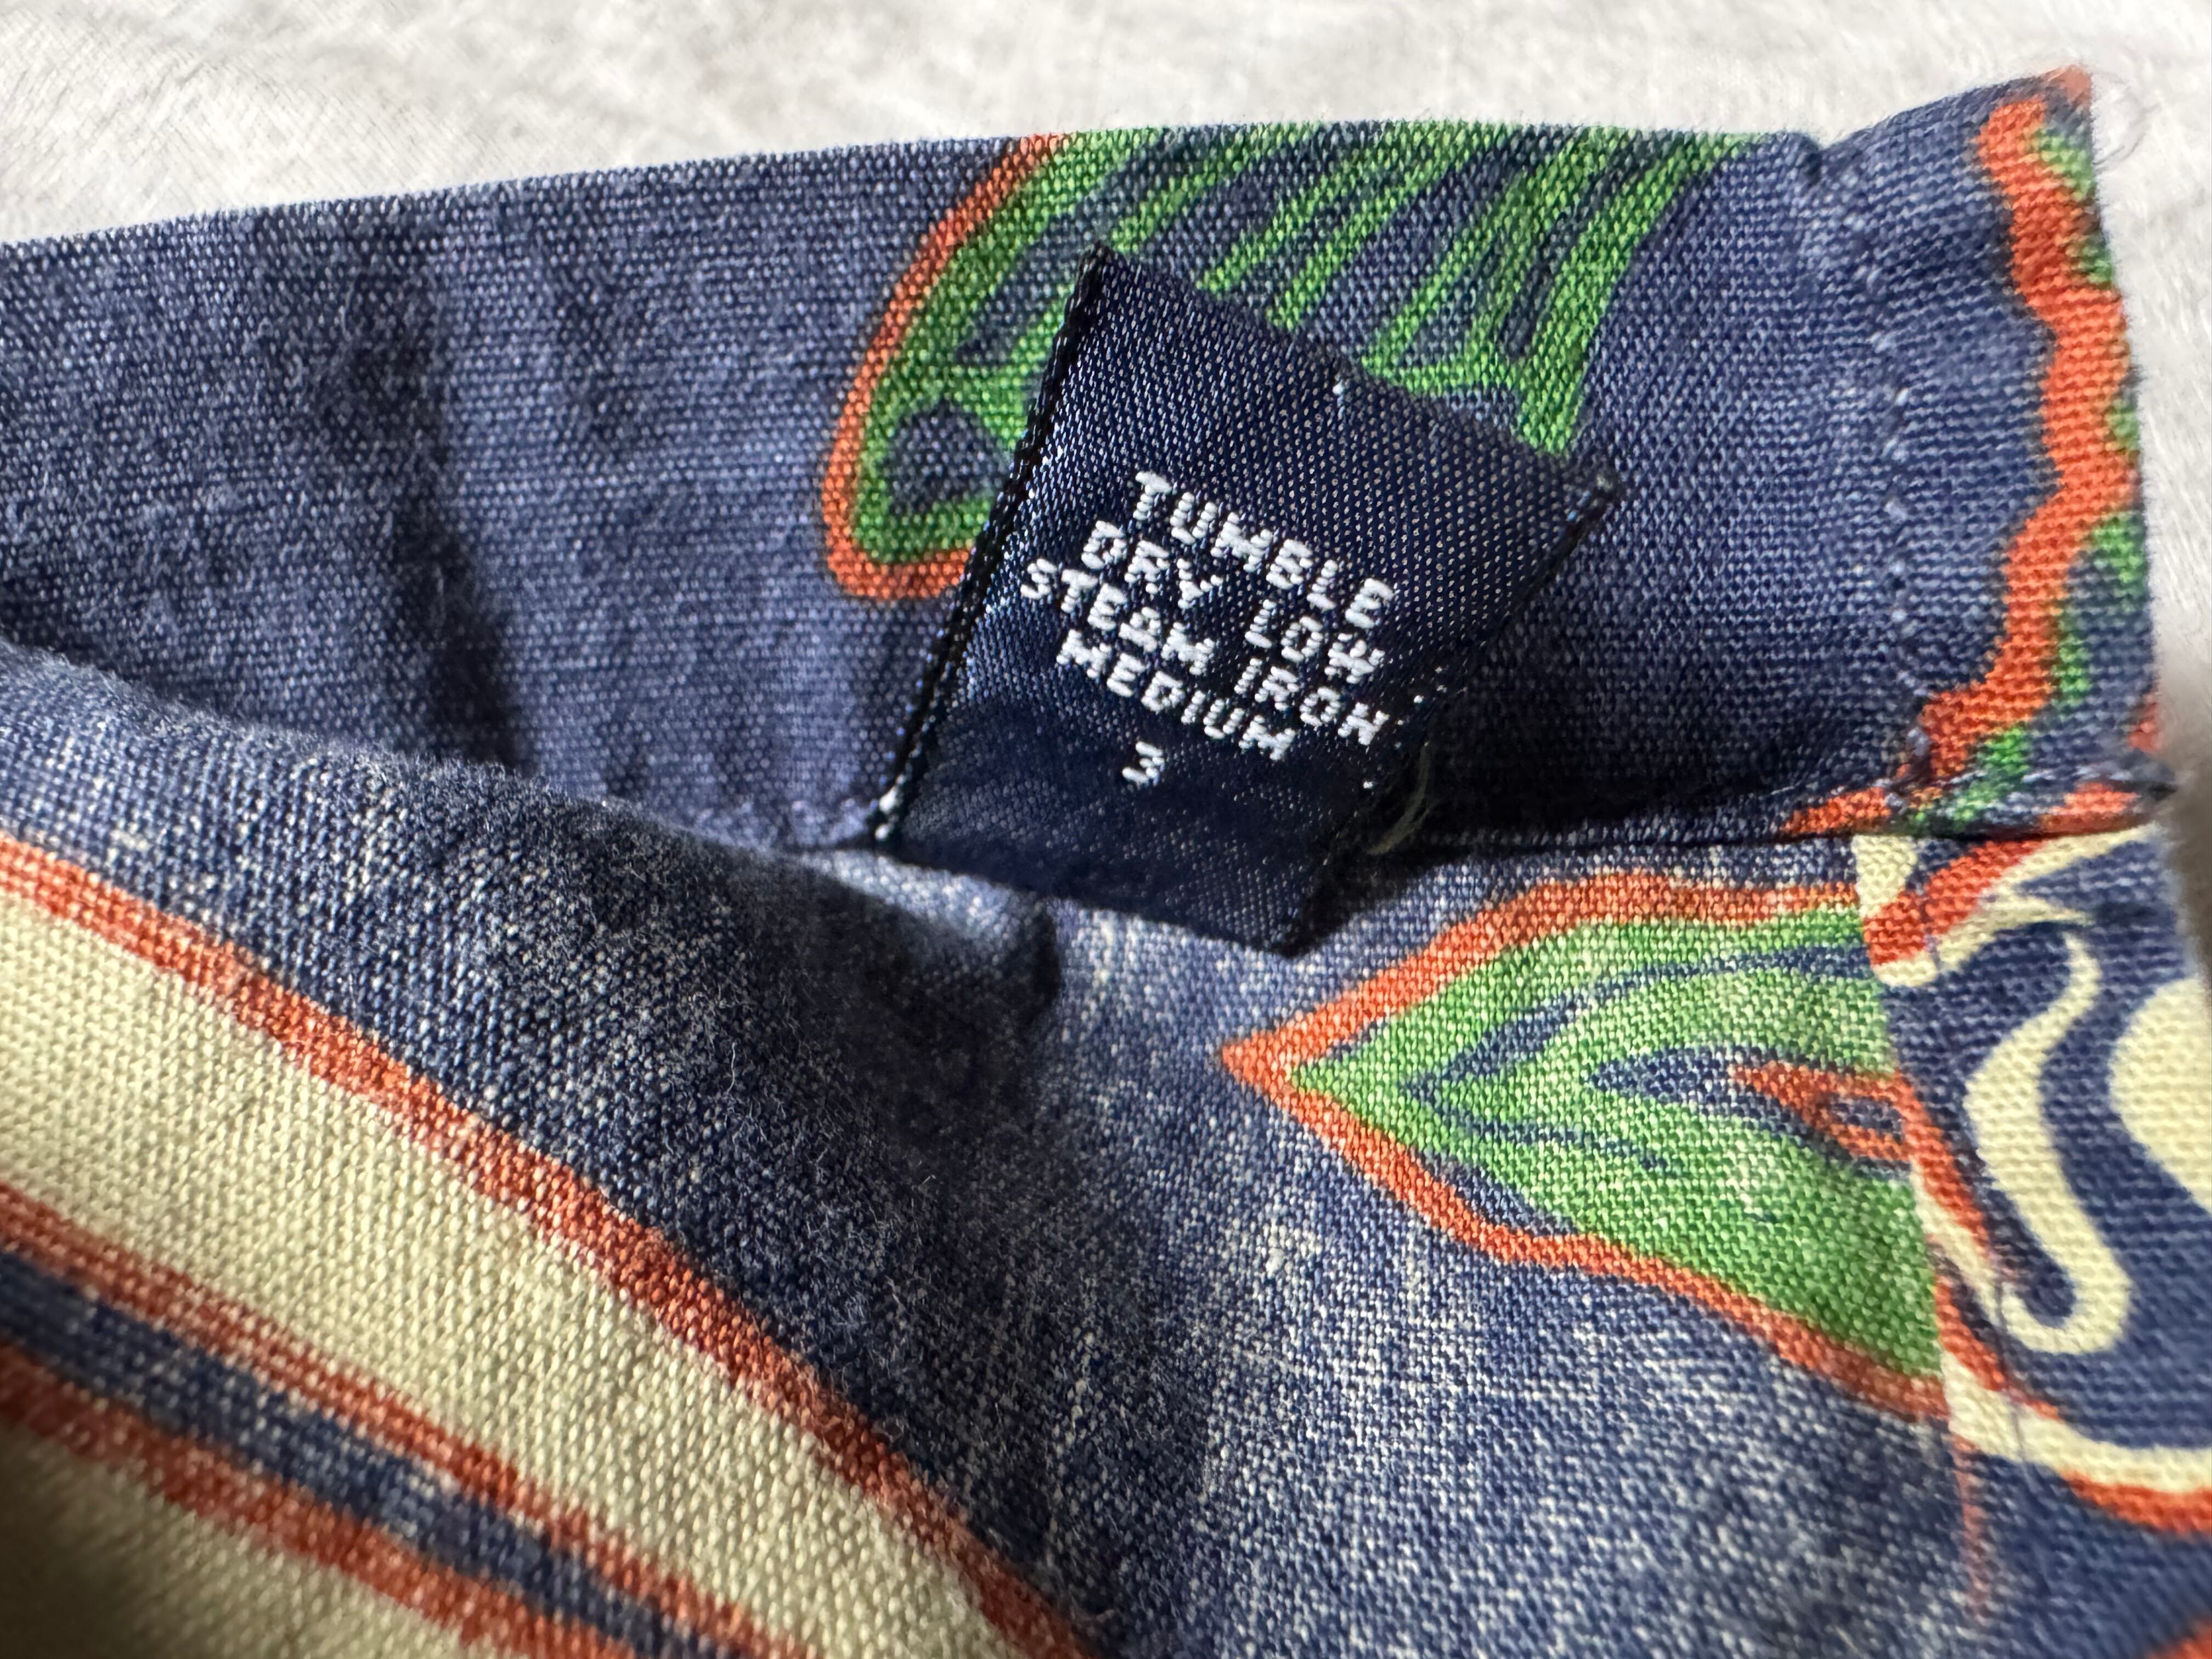 TUMBLE
DRY LOW
STEAM IRON
MEDIUM
3